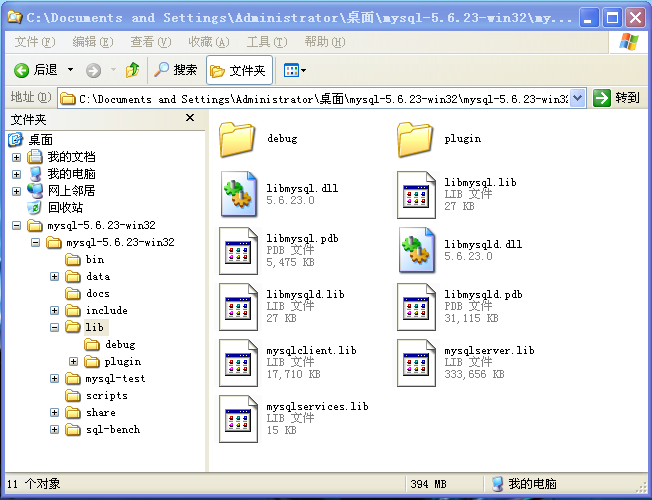 C:\Documents and Settings\Administrator\桌面\mysql-5.6.23-win32\my...
文件(F) 编辑(E) 查看(V) 收藏(A) 工具(T) 帮助(H)
后退 搜索 文件夹
地址(D) C:\Documents and Settings\Administrator\桌面\mysql-5.6.23-win32\mysql-5.6.23-win32 转到
文件夹
桌面
我的文档
我的电脑
网上邻居
回收站
mysql-5.6.23-win32
mysql-5.6.23-win32
bin
data
docs
include
lib
debug
plugin
mysql-test
scripts
share
sql-bench
debug
plugin
libmysql.dll
5.6.23.0
libmysql.lib
LIB 文件
27 KB
libmysql.pdb
PDB 文件
5,475 KB
libmysqld.dll
5.6.23.0
libmysqld.lib
LIB 文件
27 KB
libmysqld.pdb
PDB 文件
31,115 KB
mysqlclient.lib
LIB 文件
17,710 KB
mysqlserver.lib
LIB 文件
333,656 KB
mysqlservices.lib
LIB 文件
15 KB
11 个对象 394 MB 我的电脑